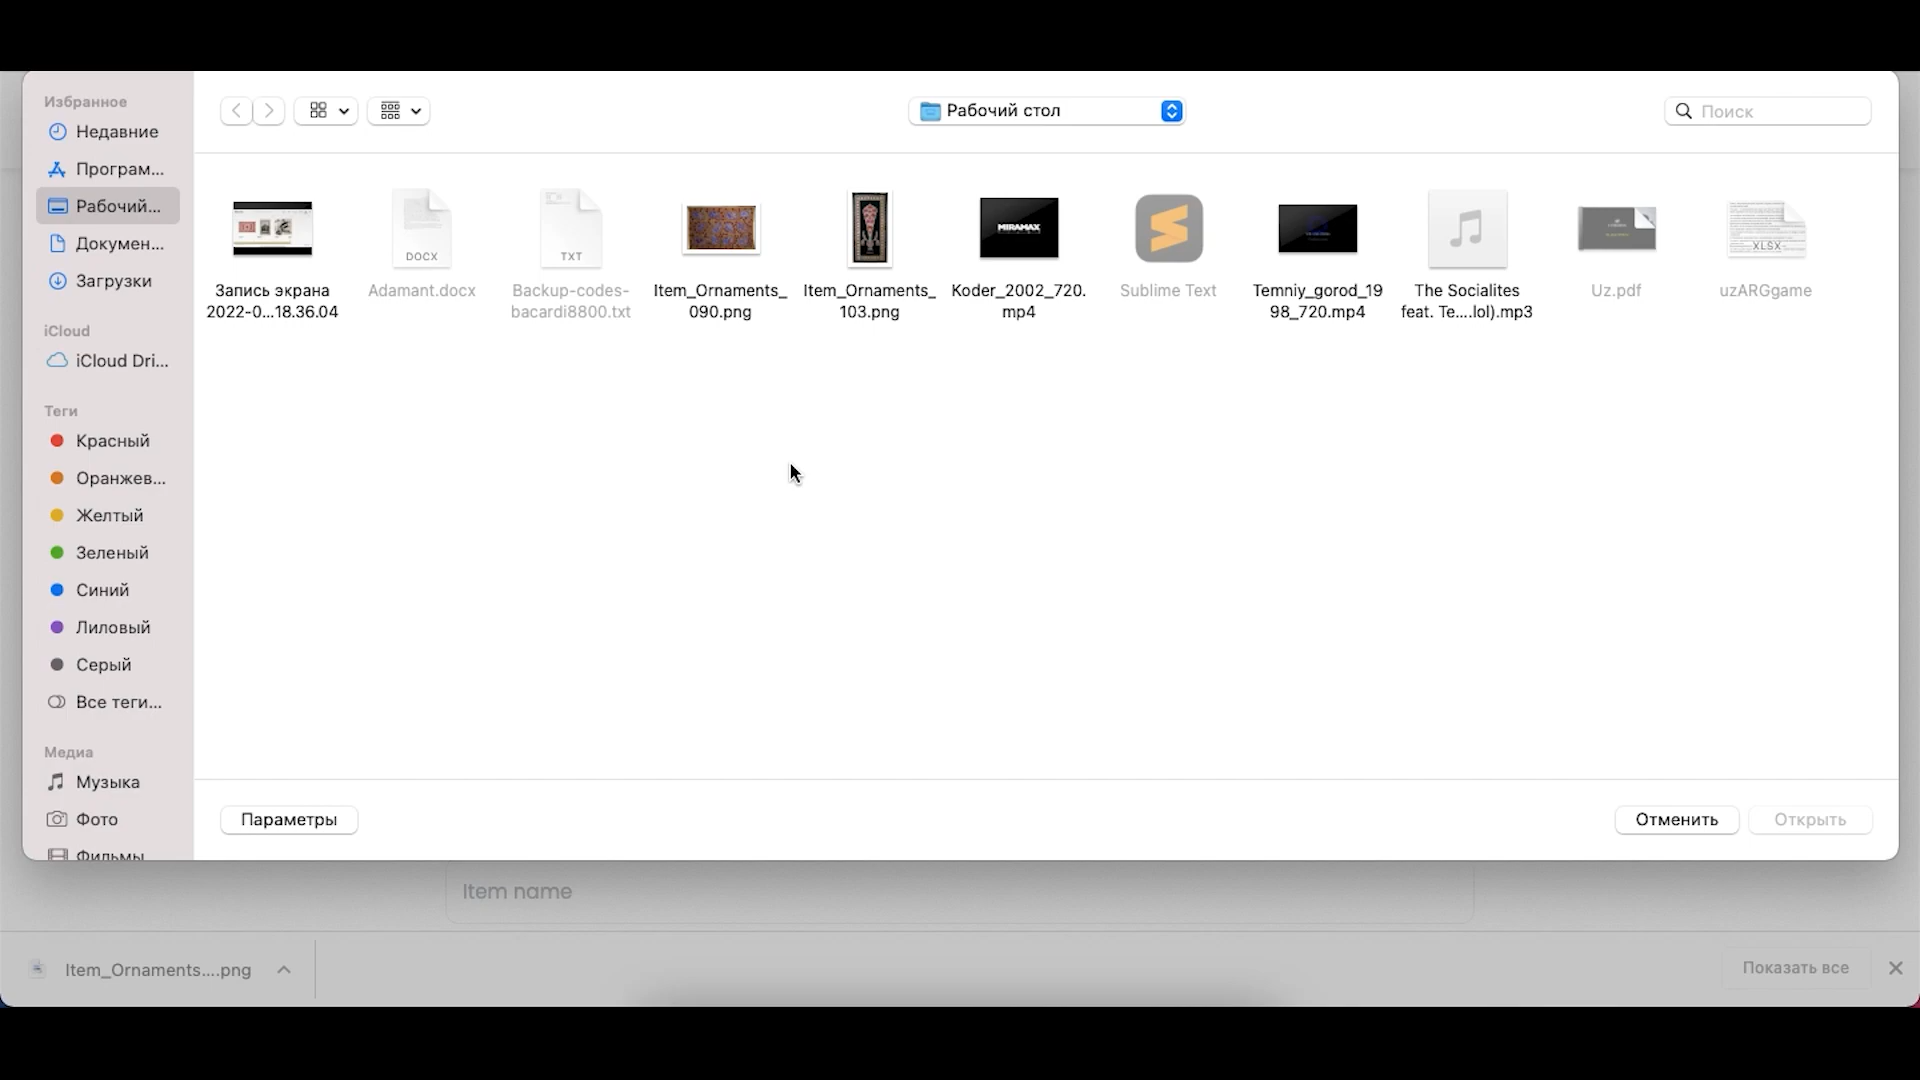 Избранное
Недавние
Програм...
Рабочий...
Докумен...
Загрузки
iCloud
iCloud Dri...
Теги
Красный
Оранжев...
Желтый
Зеленый
Синий
Лиловый
Серый
Все теги...
Медиа
Музыка
Фото
Фильмы
Рабочий стол
Поиск
DOCX
TXT
MIRAMAX
XLSX
Запись экрана
2022-0...18.36.04
Adamant.docx
Backup-codes-
bacardi8800.txt
Item_Ornaments_
090.png
Item_Ornaments_
103.png
Koder_2002_720.
mp4
Sublime Text
Temniy_gorod_19
98_720.mp4
The Socialites
feat. Te....lol).mp3
Uz.pdf
uzARGgame
Параметры
Отменить
Открыть
Item name
Item_Ornaments....png
Показать все